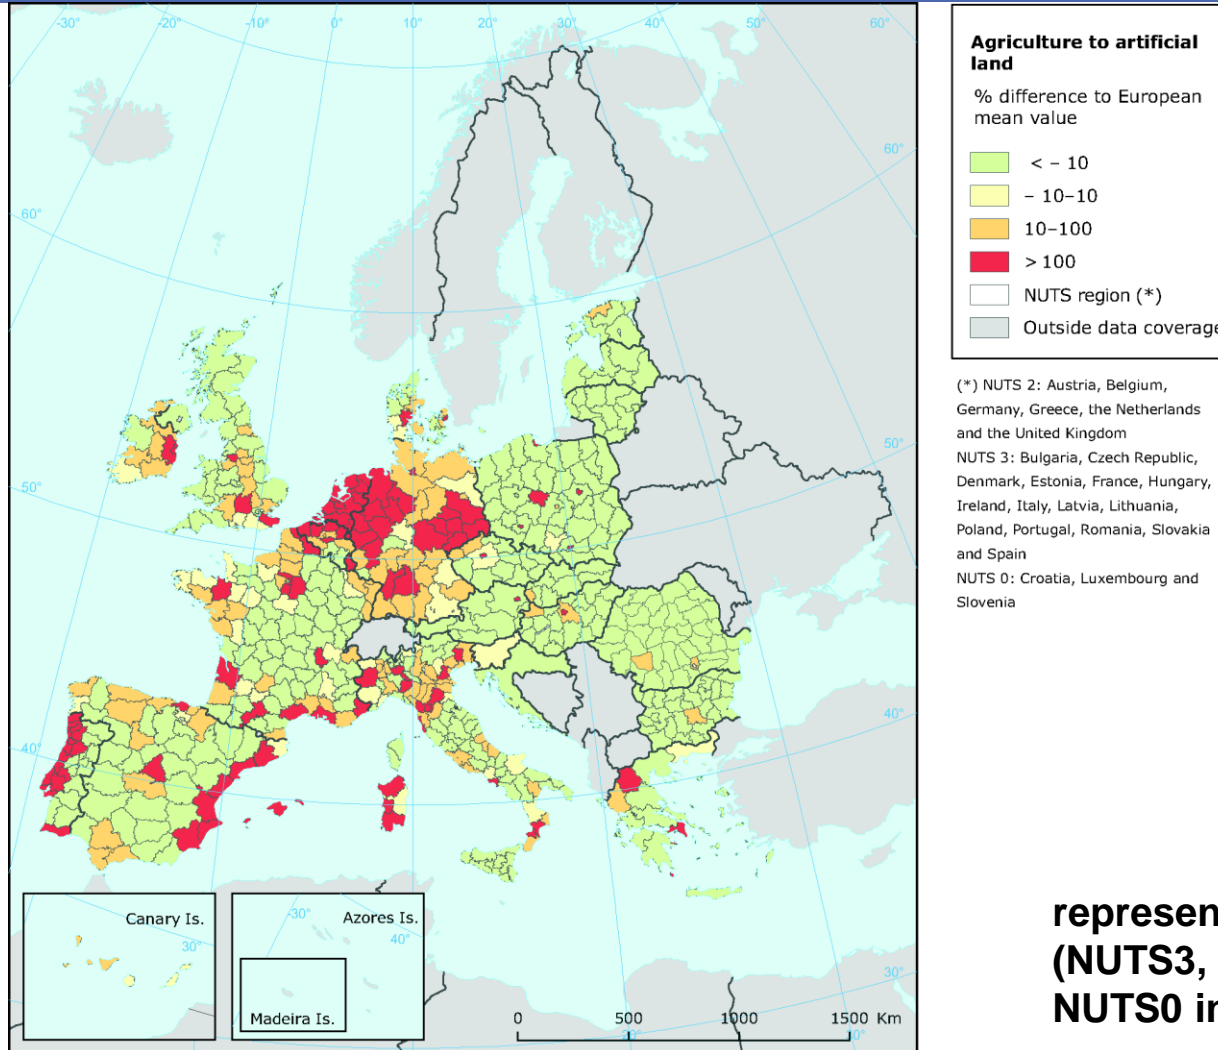 -30°
-20°
-10°
0°
10°
20°
30°
40°
50°
60°
60°
60°
50°
50°
40°
40°
30°
Canary Is.
30°
-30°
Azores Is.
40°
Madeira Is.
0
500
1000
1500 Km
Agriculture to artificial
land
% difference to European
mean value
< – 10
– 10–10
10–100
> 100
NUTS region (*)
Outside data coverage
(*) NUTS 2: Austria, Belgium,
Germany, Greece, the Netherlands
and the United Kingdom
NUTS 3: Bulgaria, Czech Republic,
Denmark, Estonia, France, Hungary,
Ireland, Italy, Latvia, Lithuania,
Poland, Portugal, Romania, Slovakia
and Spain
NUTS 0: Croatia, Luxembourg and
Slovenia
represen
(NUTS3,
NUTS0 in